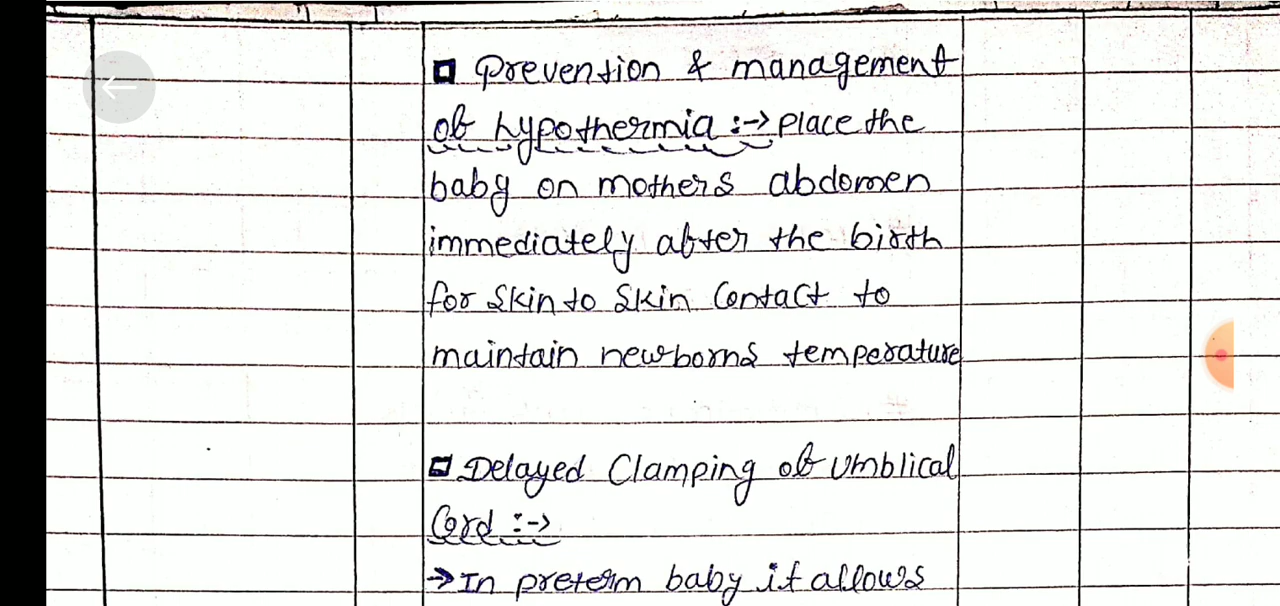 Prevention & management
of hypothermia :-> Place the
baby on mothers abdomen
immediately after the birth
for Skin to Skin Contact to
maintain newborns temperature
Delayed Clamping of Umblical
Cord :->
-> In preterm baby it allows